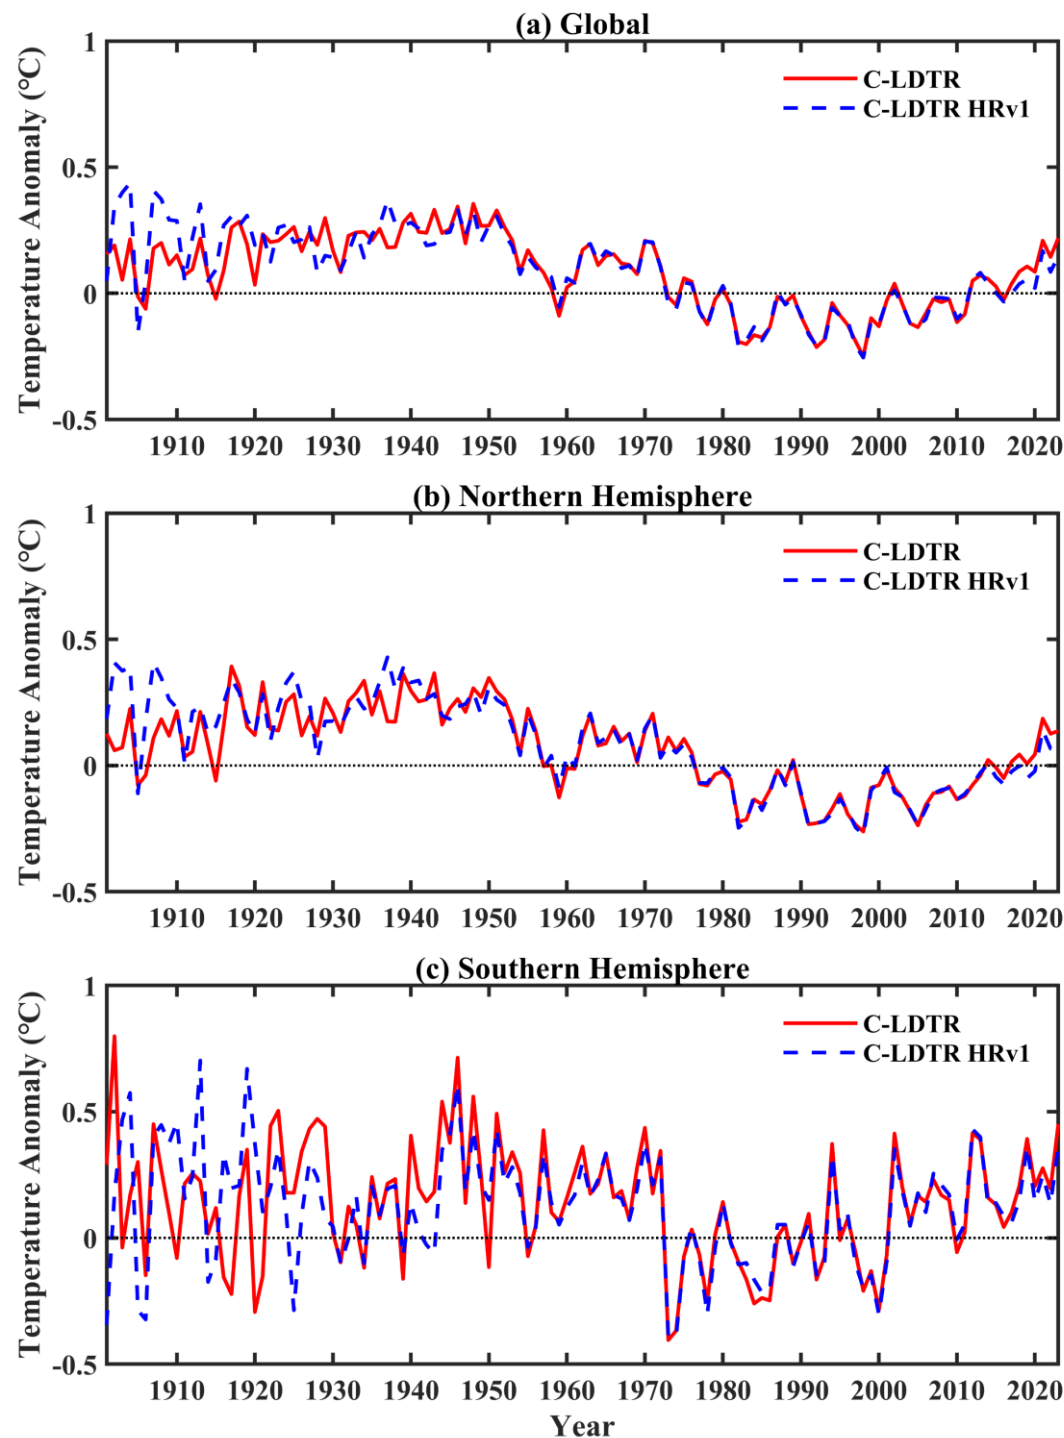 (a) Global
Temperature Anomaly (°C)
1
0.5
0
-0.5
C-LDTR
C-LDTR HRv1
1910 1920 1930 1940 1950 1960 1970 1980 1990 2000 2010 2020
(b) Northern Hemisphere
Temperature Anomaly (°C)
1
0.5
0
-0.5
C-LDTR
C-LDTR HRv1
1910 1920 1930 1940 1950 1960 1970 1980 1990 2000 2010 2020
(c) Southern Hemisphere
Temperature Anomaly (°C)
1
0.5
0
-0.5
C-LDTR
C-LDTR HRv1
1910 1920 1930 1940 1950 1960 1970 1980 1990 2000 2010 2020
Year